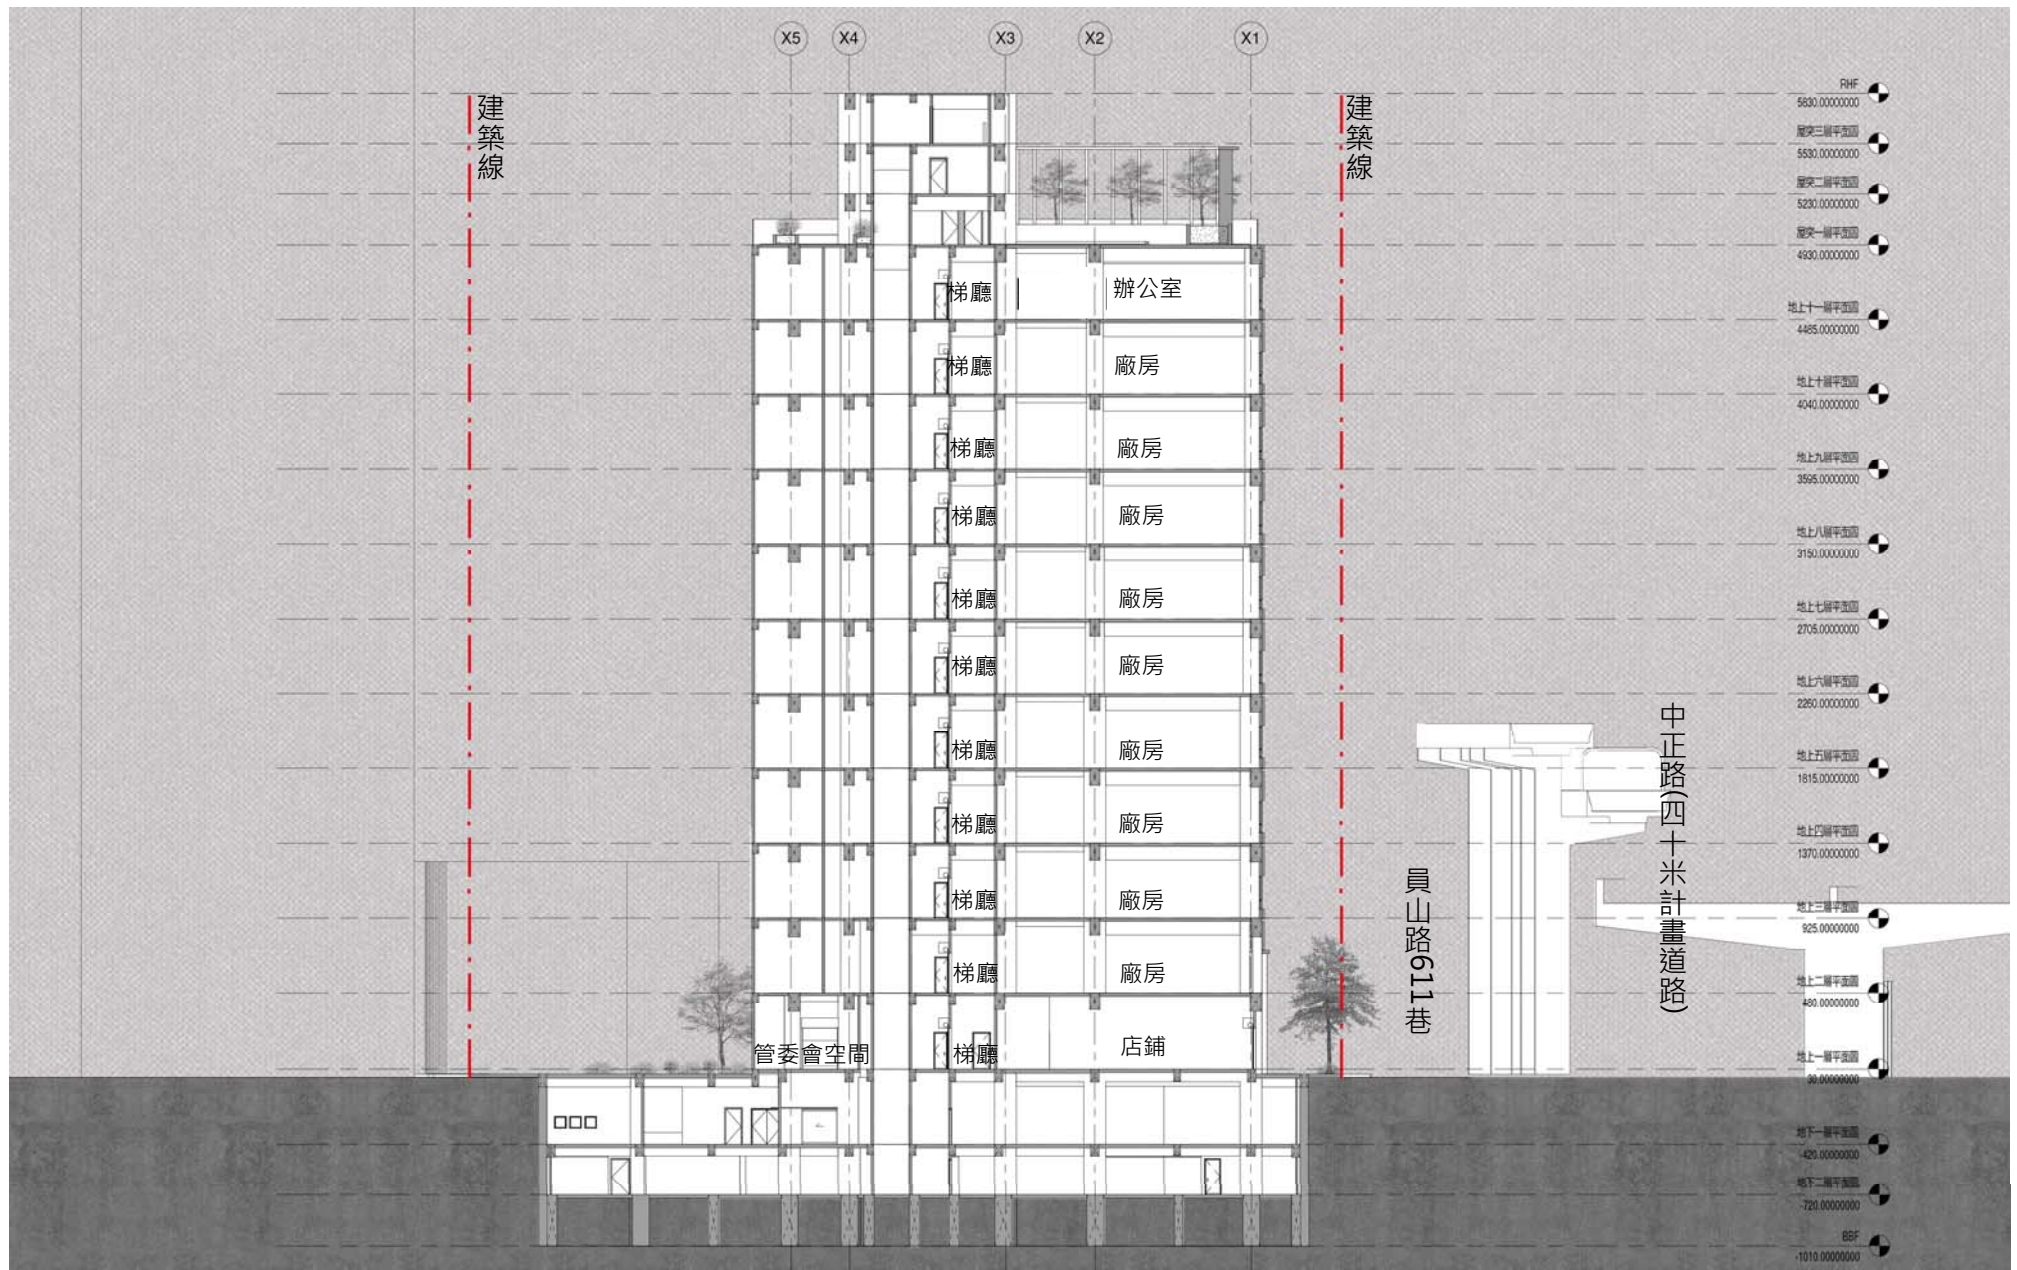 X5
X4
X3
X2
X1
建築線
建築線
RHF
5830.00000000
屋突三層平面圖
5530.00000000
屋突二層平面圖
5230.00000000
屋突一層平面圖
4930.00000000
梯廳
辦公室
地上十一層平面圖
4485.00000000
梯廳
廠房
地上十層平面圖
4040.00000000
梯廳
廠房
地上九層平面圖
3595.00000000
梯廳
廠房
地上八層平面圖
3150.00000000
梯廳
廠房
地上七層平面圖
2705.00000000
梯廳
廠房
地上六層平面圖
2260.00000000
梯廳
廠房
地上五層平面圖
1815.00000000
梯廳
廠房
地上四層平面圖
1370.00000000
梯廳
廠房
地上三層平面圖
925.00000000
梯廳
廠房
地上二層平面圖
480.00000000
管委會空間
梯廳
店鋪
地上一層平面圖
30.00000000
員山路611巷
中正路(四十米計畫道路)
地下一層平面圖
-420.00000000
地下二層平面圖
-720.00000000
BBF
-1010.00000000